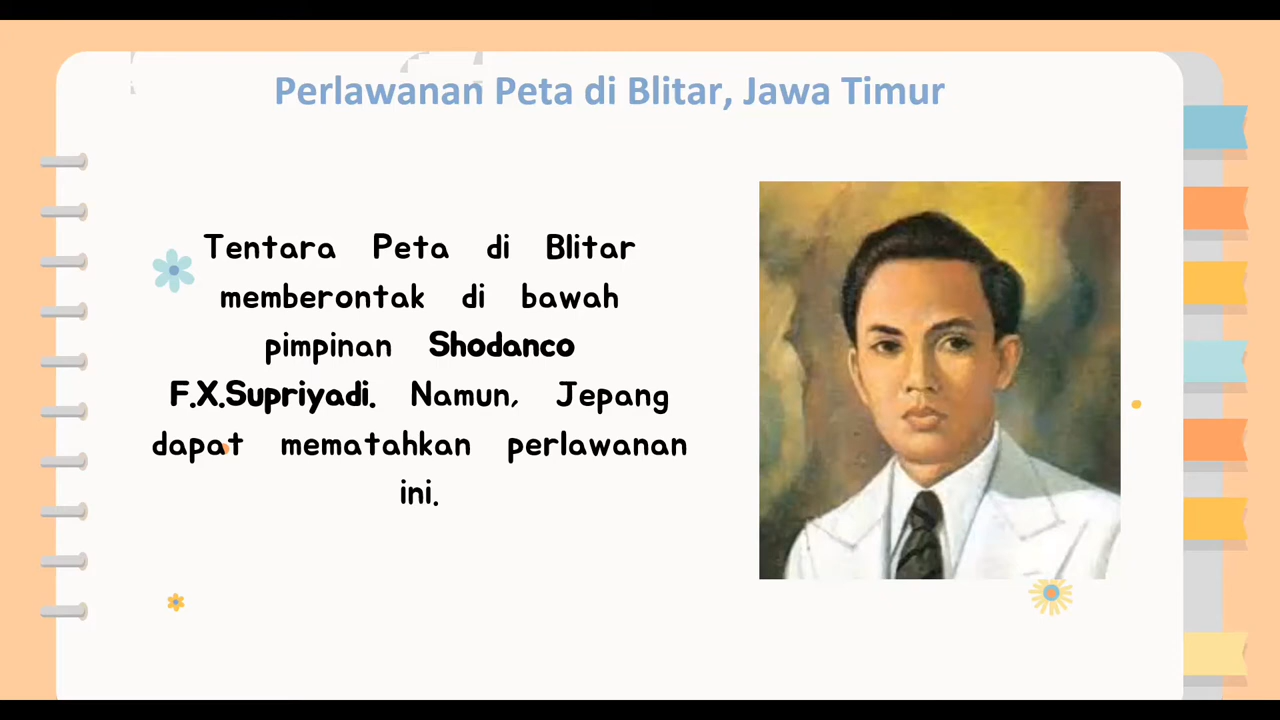 Perlawanan Peta di Blitar, Jawa Timur
Tentara Peta di Blitar
memberontak di bawah
pimpinan Shodanco
F.X.Supriyadi. Namun, Jepang
dapat mematahkan perlawanan
ini.